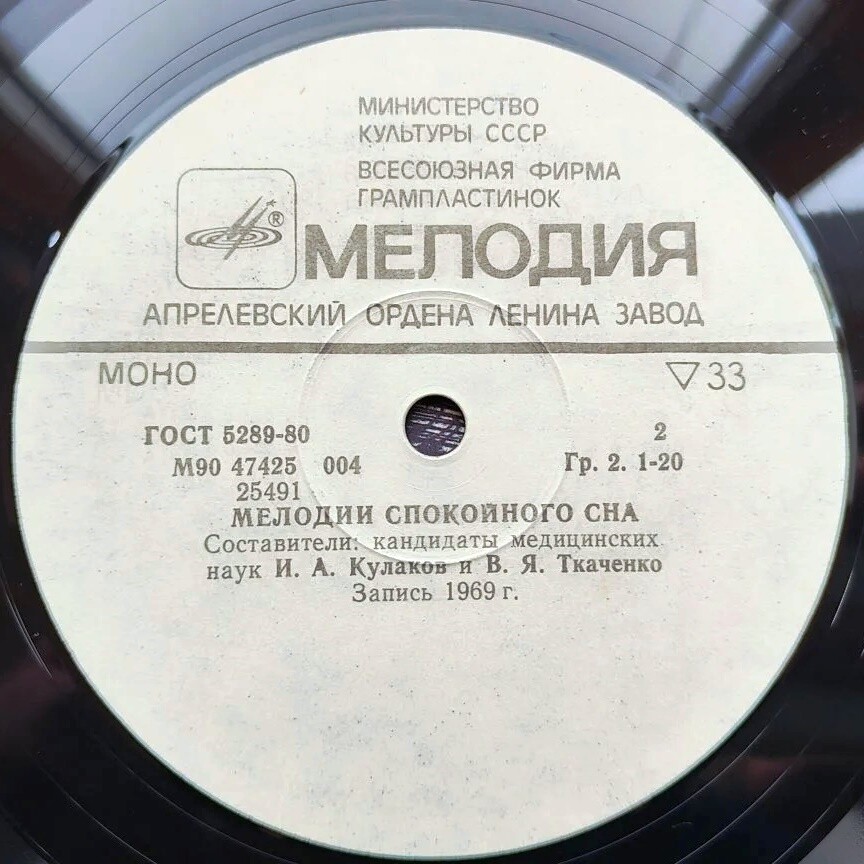 МИНИСТЕРСТВО
КУЛЬТУРЫ СССР
ВСЕСОЮЗНАЯ ФИРМА
ГРАМПЛАСТИНОК
® МЕЛОДИЯ
АПРЕЛЕВСКИЙ ОРДЕНА ЛЕНИНА ЗАВОД
МОНО ▽33
ГОСТ 5289-80 2
М90 47425 004 Гр. 2. 1-20
25491
МЕЛОДИИ СПОКОЙНОГО СНА
Составители: кандидаты медицинских
наук И. А. Кулаков и В. Я. Ткаченко
Запись 1969 г.